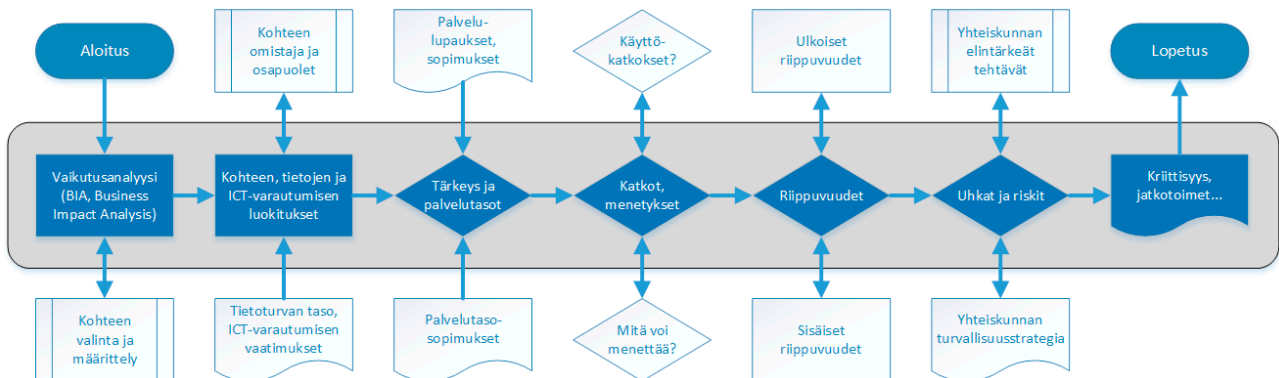 Aloitus
Kohteen
omistaja ja
osapuolet
Palvelu-
lupaukset,
sopimukset
Käyttö-
katkokset?
Ulkoiset
riippuvuudet
Yhteiskunnan
elintärkeät
tehtävät
Lopetus
Vaikutusanalyysi
(BIA, Business
Impact Analysis)
Kohteen, tietojen ja
ICT-varautumisen
luokitukset
Tärkeys ja
palvelutasot
Katkot,
menetykset
Riippuvuudet
Uhkat ja riskit
Kriittisyys,
jatkotoimet...
Kohteen
valinta ja
määrittely
Tietoturvan taso,
ICT-varautumisen
vaatimukset
Palvelutaso-
sopimukset
Mitä voi
menettää?
Sisäiset
riippuvuudet
Yhteiskunnan
turvallisuusstrategia